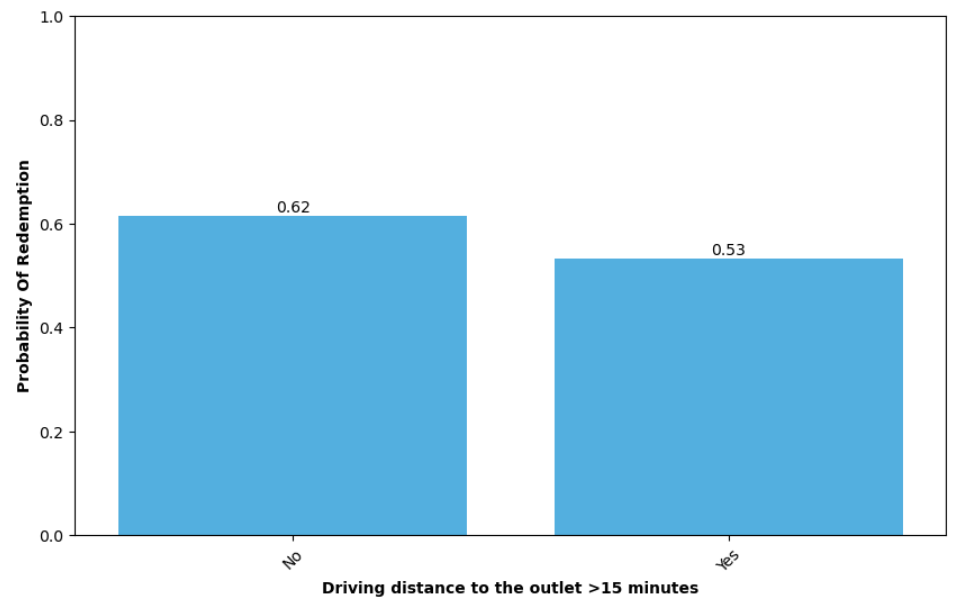 Probability Of Redemption
1.0
0.8
0.6
0.4
0.2
0.0
0.62
0.53
No
Yes
Driving distance to the outlet >15 minutes